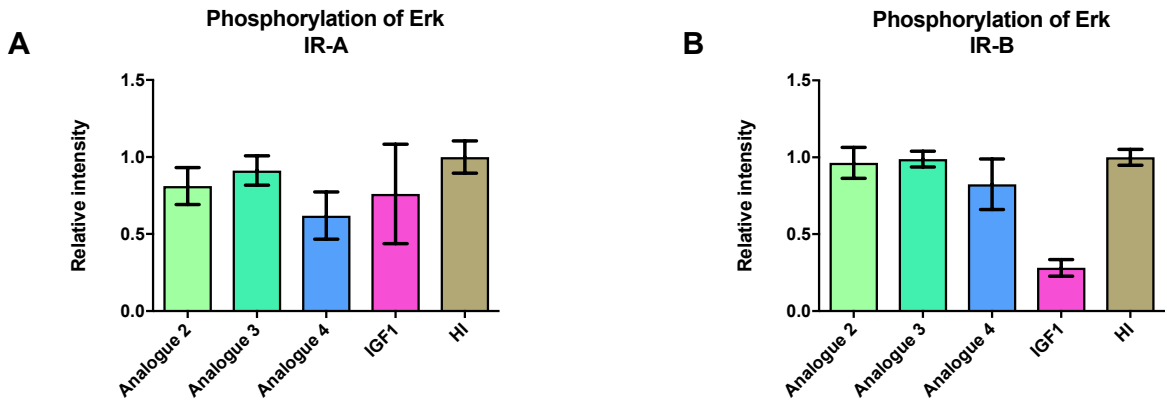 A
Phosphorylation of Erk
IR-A
Relative intensity
1.5
1.0
0.5
0.0
Analogue 2
Analogue 3
Analogue 4
IGF1
HI
B
Phosphorylation of Erk
IR-B
Relative intensity
1.5
1.0
0.5
0.0
Analogue 2
Analogue 3
Analogue 4
IGF1
HI